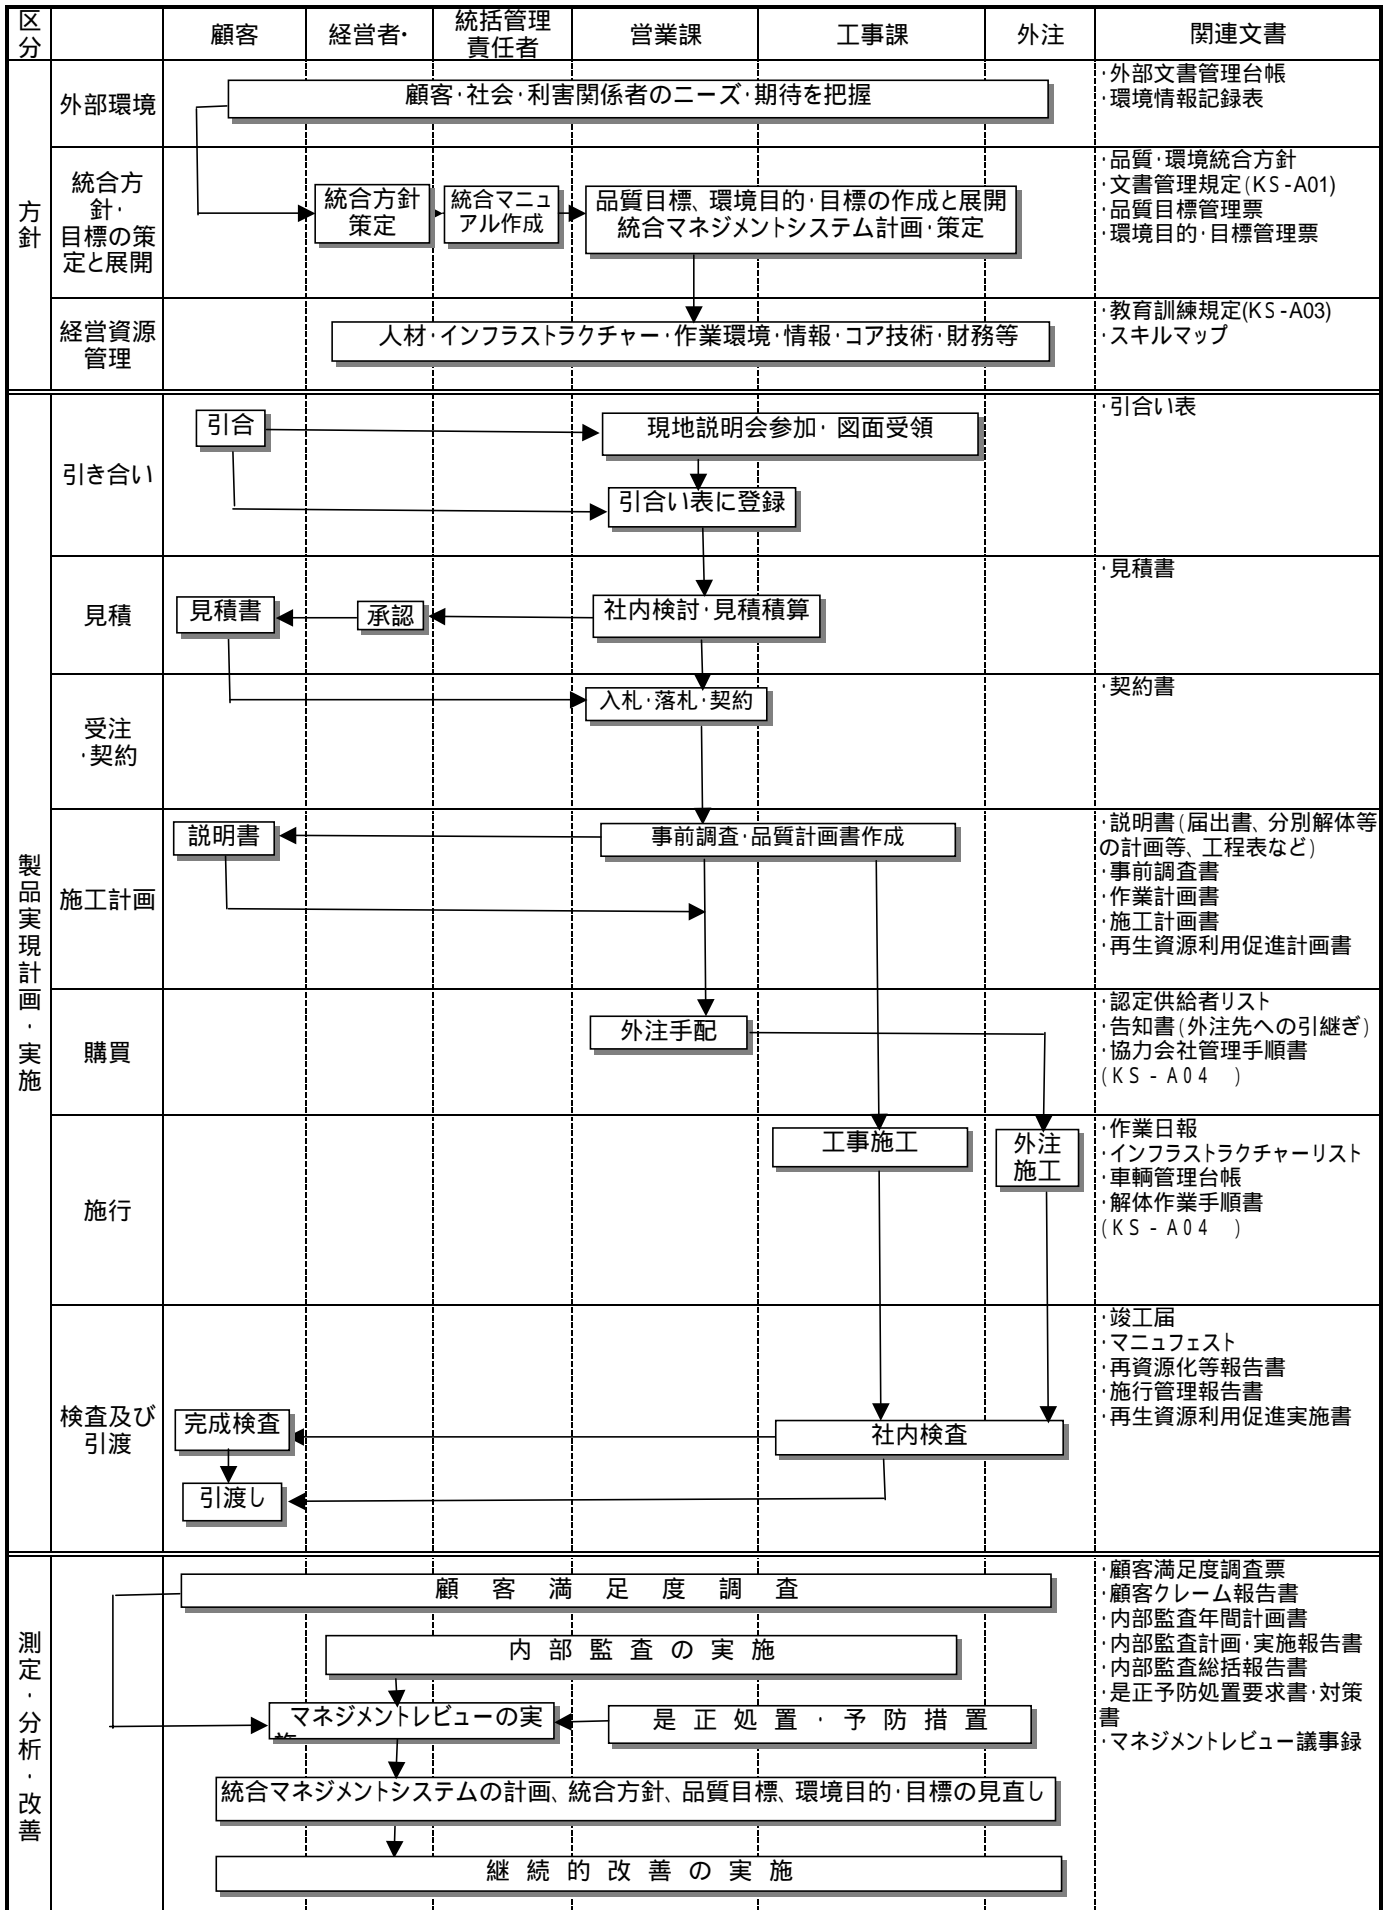 区分
顧客
経営者・
統括管理
責任者
営業課
工事課
外注
関連文書
方針
外部環境
顧客・社会・利害関係者のニーズ・期待を把握
・外部文書管理台帳
・環境情報記録表
統合方
針・
目標の策
定と展開
統合方針
策定
統合マニュ
アル作成
品質目標、環境目的・目標の作成と展開
統合マネジメントシステム計画・策定
・品質・環境統合方針
・文書管理規定(KS-A01)
・品質目標管理票
・環境目的・目標管理票
経営資源
管理
人材・インフラストラクチャー・作業環境・情報・コア技術・財務等
・教育訓練規定(KS-A03)
・スキルマップ
製品実現計画・実施
引き合い
引合
現地説明会参加・図面受領
引合い表に登録
・引合い表
見積
見積書
承認
社内検討・見積積算
・見積書
受注
・契約
入札・落札・契約
・契約書
施工計画
説明書
事前調査・品質計画書作成
・説明書(届出書、分別解体等
の計画等、工程表など)
・事前調査書
・作業計画書
・施工計画書
・再生資源利用促進計画書
購買
外注手配
・認定供給者リスト
・告知書(外注先への引継ぎ)
・協力会社管理手順書
(KS-A04 )
施行
工事施工
外注
施工
・作業日報
・インフラストラクチャーリスト
・車輌管理台帳
・解体作業手順書
(KS-A04 )
検査及び
引渡
完成検査
社内検査
引渡し
・竣工届
・マニュフェスト
・再資源化等報告書
・施行管理報告書
・再生資源利用促進実施書
測定・分析・改善
顧客満足度調査
内部監査の実施
マネジメントレビューの実
是正処置・予防措置
統合マネジメントシステムの計画、統合方針、品質目標、環境目的・目標の見直し
継続的改善の実施
・顧客満足度調査票
・顧客クレーム報告書
・内部監査年間計画書
・内部監査計画・実施報告書
・内部監査総括報告書
・是正予防処置要求書・対策
書
・マネジメントレビュー議事録